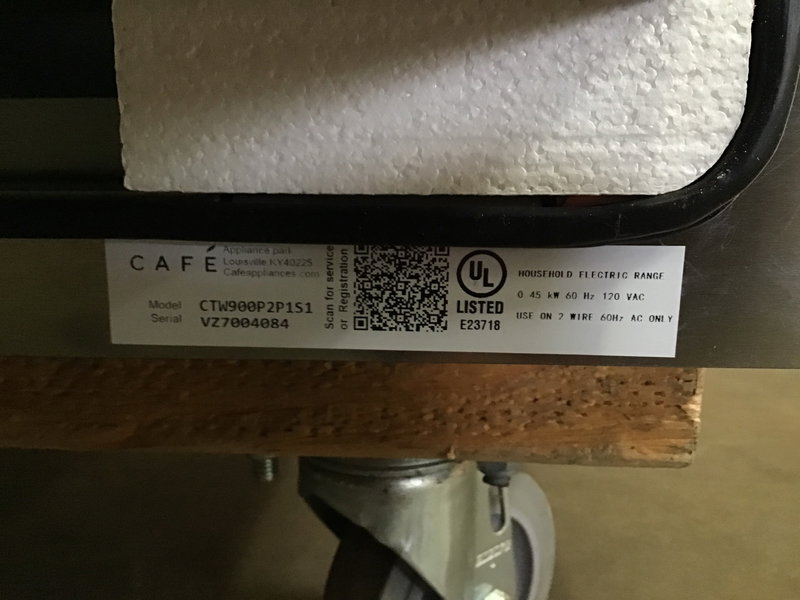 CAFÉ
Appliance park
Louisville KY40225
Cafeappliances.com
Model CTW900P2P1S1
Serial VZ7004084
Scan for service
or Registration
UL
LISTED
E23718
HOUSEHOLD ELECTRIC RANGE
0 45 kW 60 Hz 120 VAC
USE ON 2 WIRE 60Hz AC ONLY